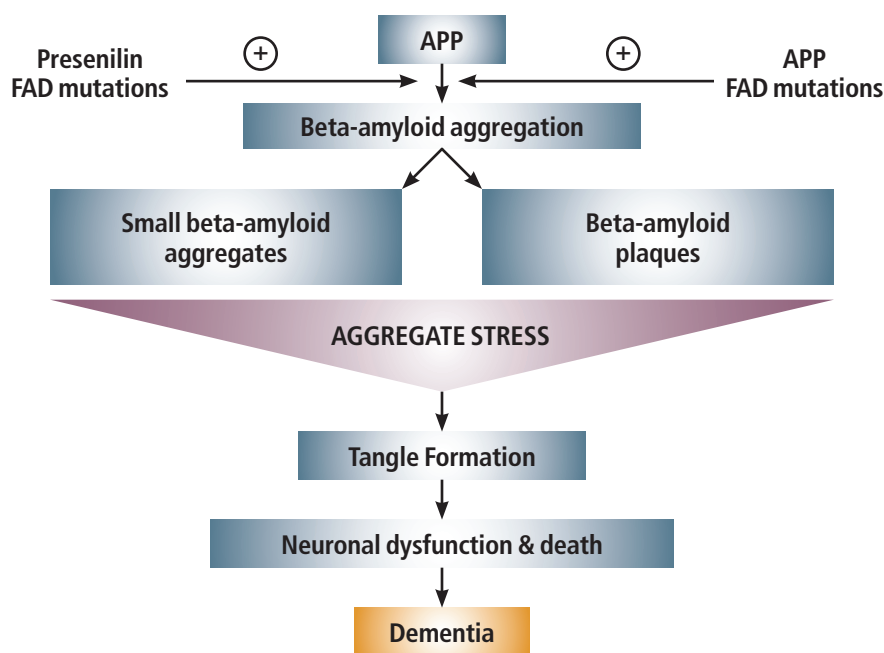 APP
+
+
Presenilin
FAD mutations
APP
FAD mutations
Beta-amyloid aggregation
Small beta-amyloid
aggregates
Beta-amyloid
plaques
AGGREGATE STRESS
Tangle Formation
Neuronal dysfunction & death
Dementia